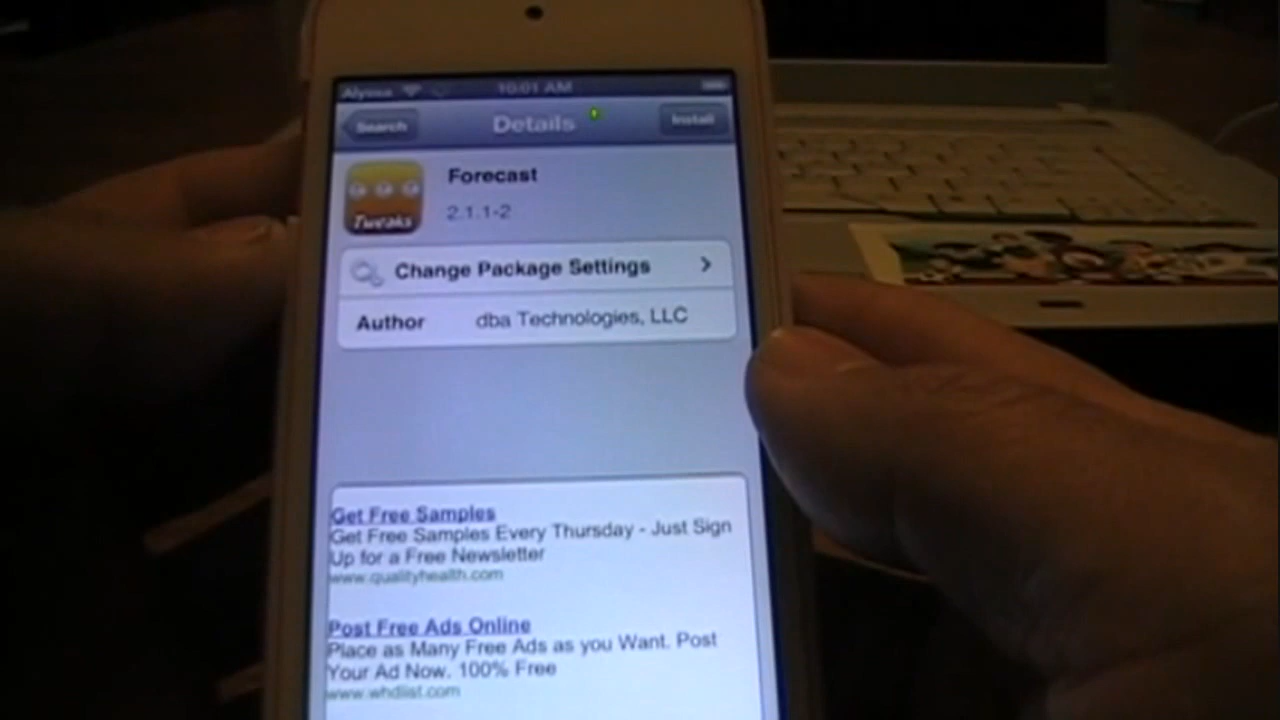 Alyssa 10:01 AM
Search Details Install
Tweaks
Forecast
2.1.1-2
Change Package Settings
Author dba Technologies, LLC
Get Free Samples
Get Free Samples Every Thursday - Just Sign
Up for a Free Newsletter
www.qualityhealth.com
Post Free Ads Online
Place as Many Free Ads as you Want. Post
Your Ad Now. 100% Free
www.whdlist.com